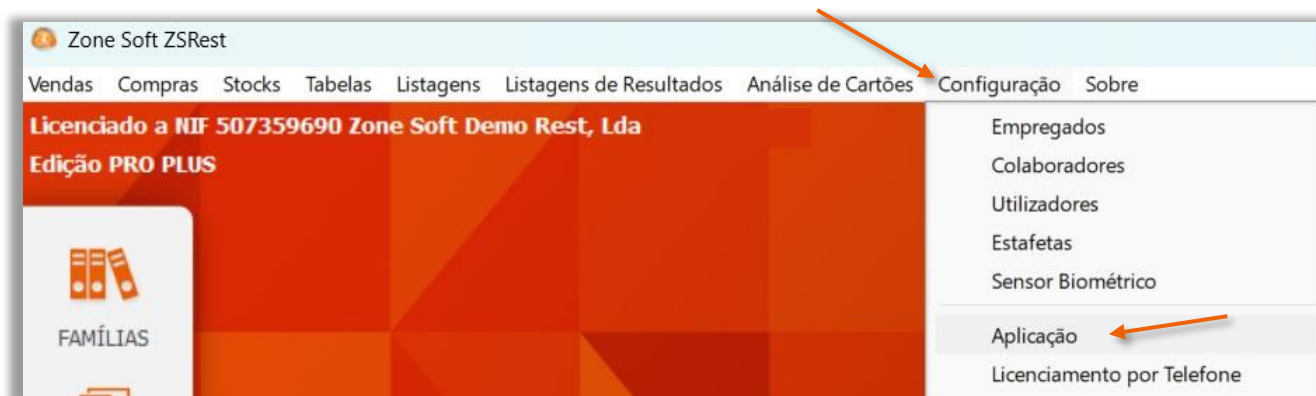 Zone Soft ZSRest
Vendas Compras Stocks Tabelas Listagens Listagens de Resultados Análise de Cartões Configuração Sobre
Licenciado a NIF 507359690 Zone Soft Demo Rest, Lda
Edição PRO PLUS
FAMÍLIAS
Empregados
Colaboradores
Utilizadores
Estafetas
Sensor Biométrico
Aplicação
Licenciamento por Telefone